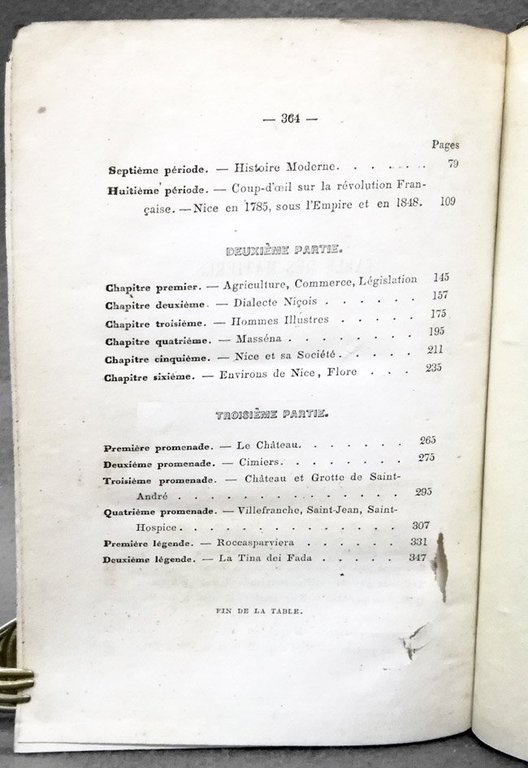 — 364 —
Pages
Septième période. — Histoire Moderne. . . . . . . 79
Huitième période. — Coup-d'œil sur la révolution Fran-
çaise. — Nice en 1785, sous l'Empire et en 1848. 109
DEUXIÈME PARTIE.
Chapitre premier. — Agriculture, Commerce, Législation 145
Chapitre deuxième. — Dialecte Niçois . . . . . . 157
Chapitre troisième. — Hommes Illustres . . . . . 175
Chapitre quatrième. — Masséna. . . . . . . . 195
Chapitre cinquième. — Nice et sa Société. . . . . 211
Chapitre sixième. — Environs de Nice, Flore . . . 235
TROISIÈME PARTIE.
Première promenade. — Le Château. . . . . . . 265
Deuxième promenade. — Cimiers. . . . . . . . 275
Troisième promenade. — Château et Grotte de Saint-
André . . . . . . . . . . . . . 295
Quatrième promenade. — Villefranche, Saint-Jean, Saint-
Hospice. . . . . . . . . . . . . 307
Première légende. — Roccasparviera . . . . . . 331
Deuxième légende. — La Tina dei Fada . . . . . 347
FIN DE LA TABLE.